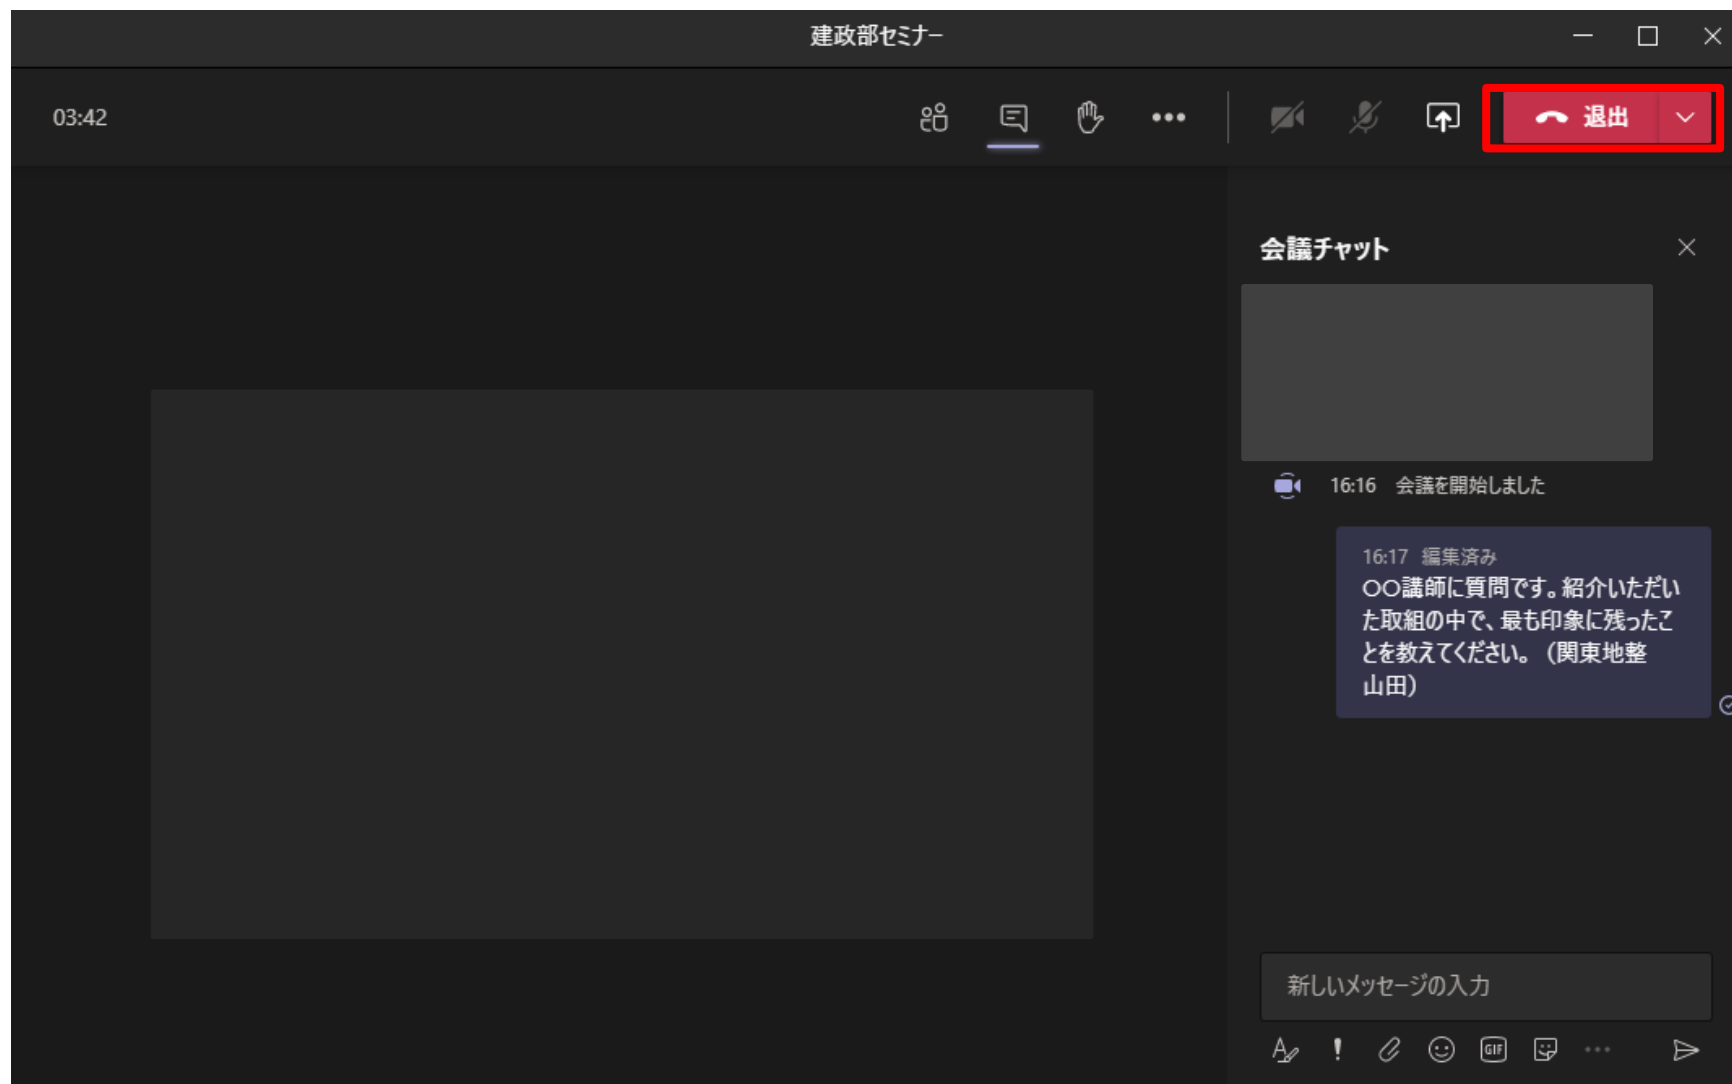 建政部セミナー
03:42
退出
会議チャット
16:16 会議を開始しました
16:17 編集済み
〇〇講師に質問です。紹介いただい
た取組の中で、最も印象に残ったこ
とを教えてください。（関東地整
山田）
新しいメッセージの入力
GIF